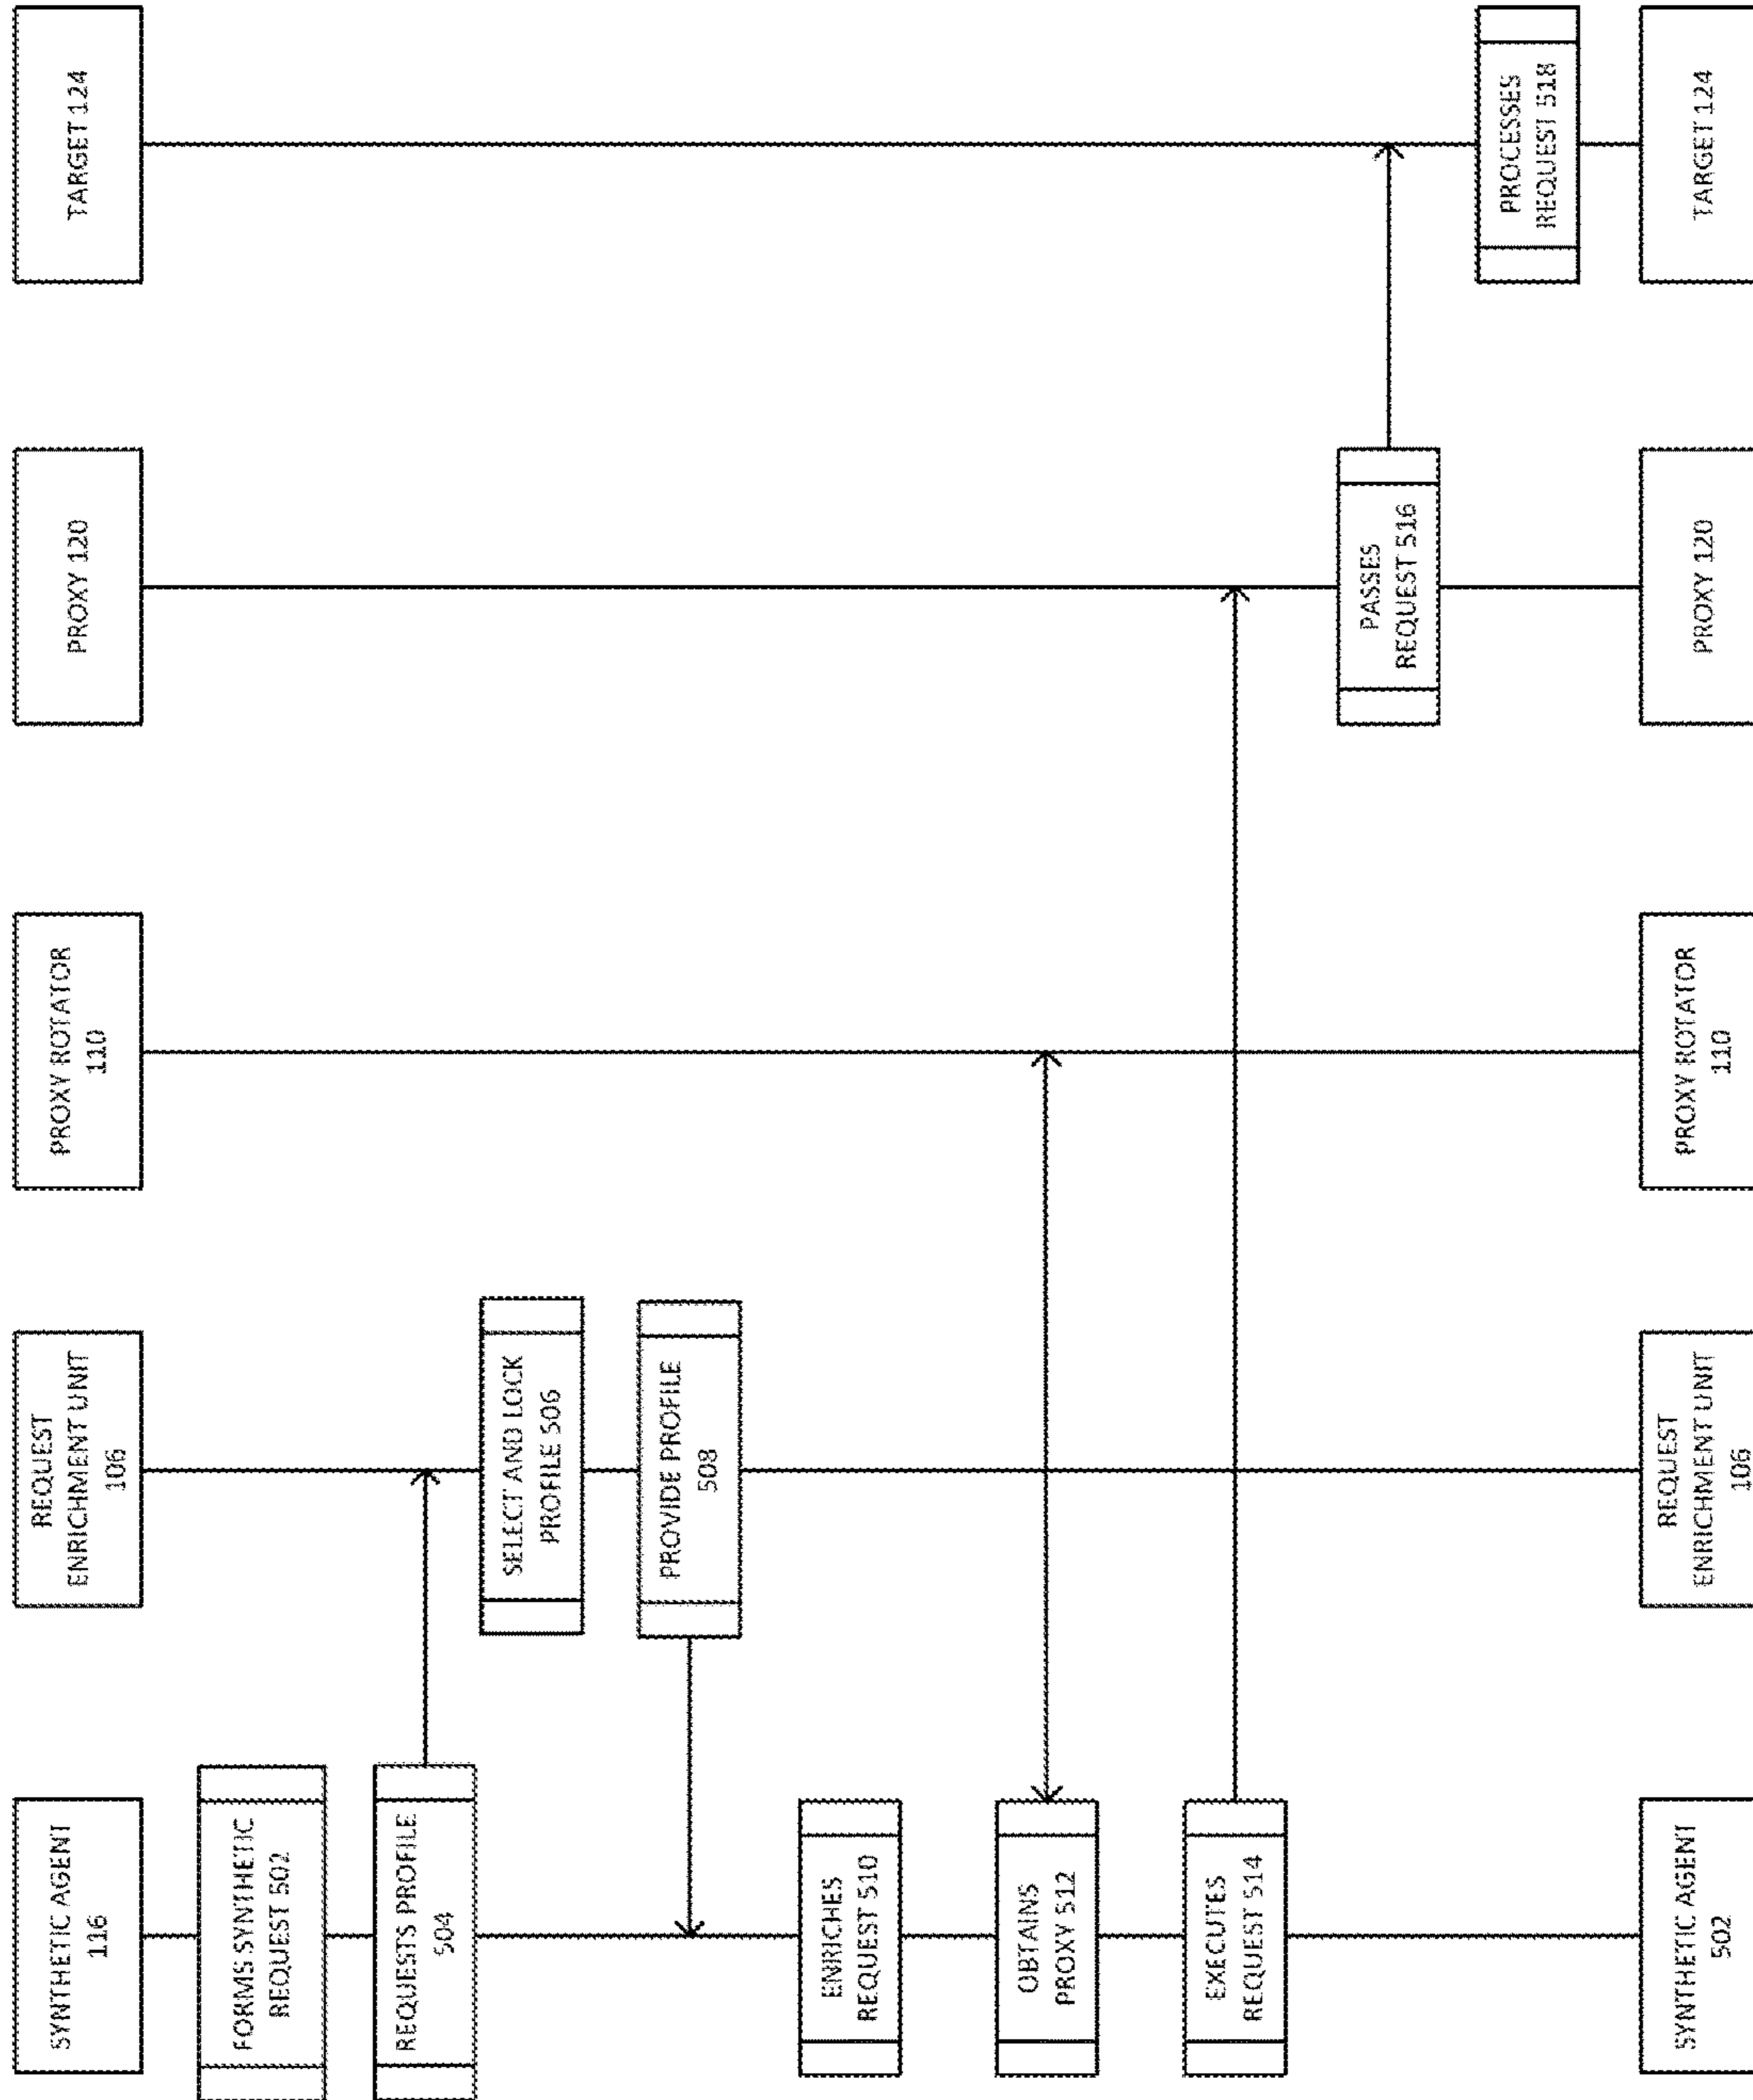 SYNTHETIC AGENT
116
REQUEST
ENRICHMENT UNIT
106
PROXY ROTATOR
110
PROXY 120
TARGET 124
FORMS SYNTHETIC
REQUEST 502
REQUESTS PROFILE
504
SELECT AND LOCK
PROFILE 506
PROVIDE PROFILE
508
ENRICHES
REQUEST 510
OBTAINS
PROXY 512
EXECUTES
REQUEST 514
PASSES
REQUEST 516
PROCESSES
REQUEST 518
SYNTHETIC AGENT
502
REQUEST
ENRICHMENT UNIT
106
PROXY ROTATOR
110
PROXY 120
TARGET 124